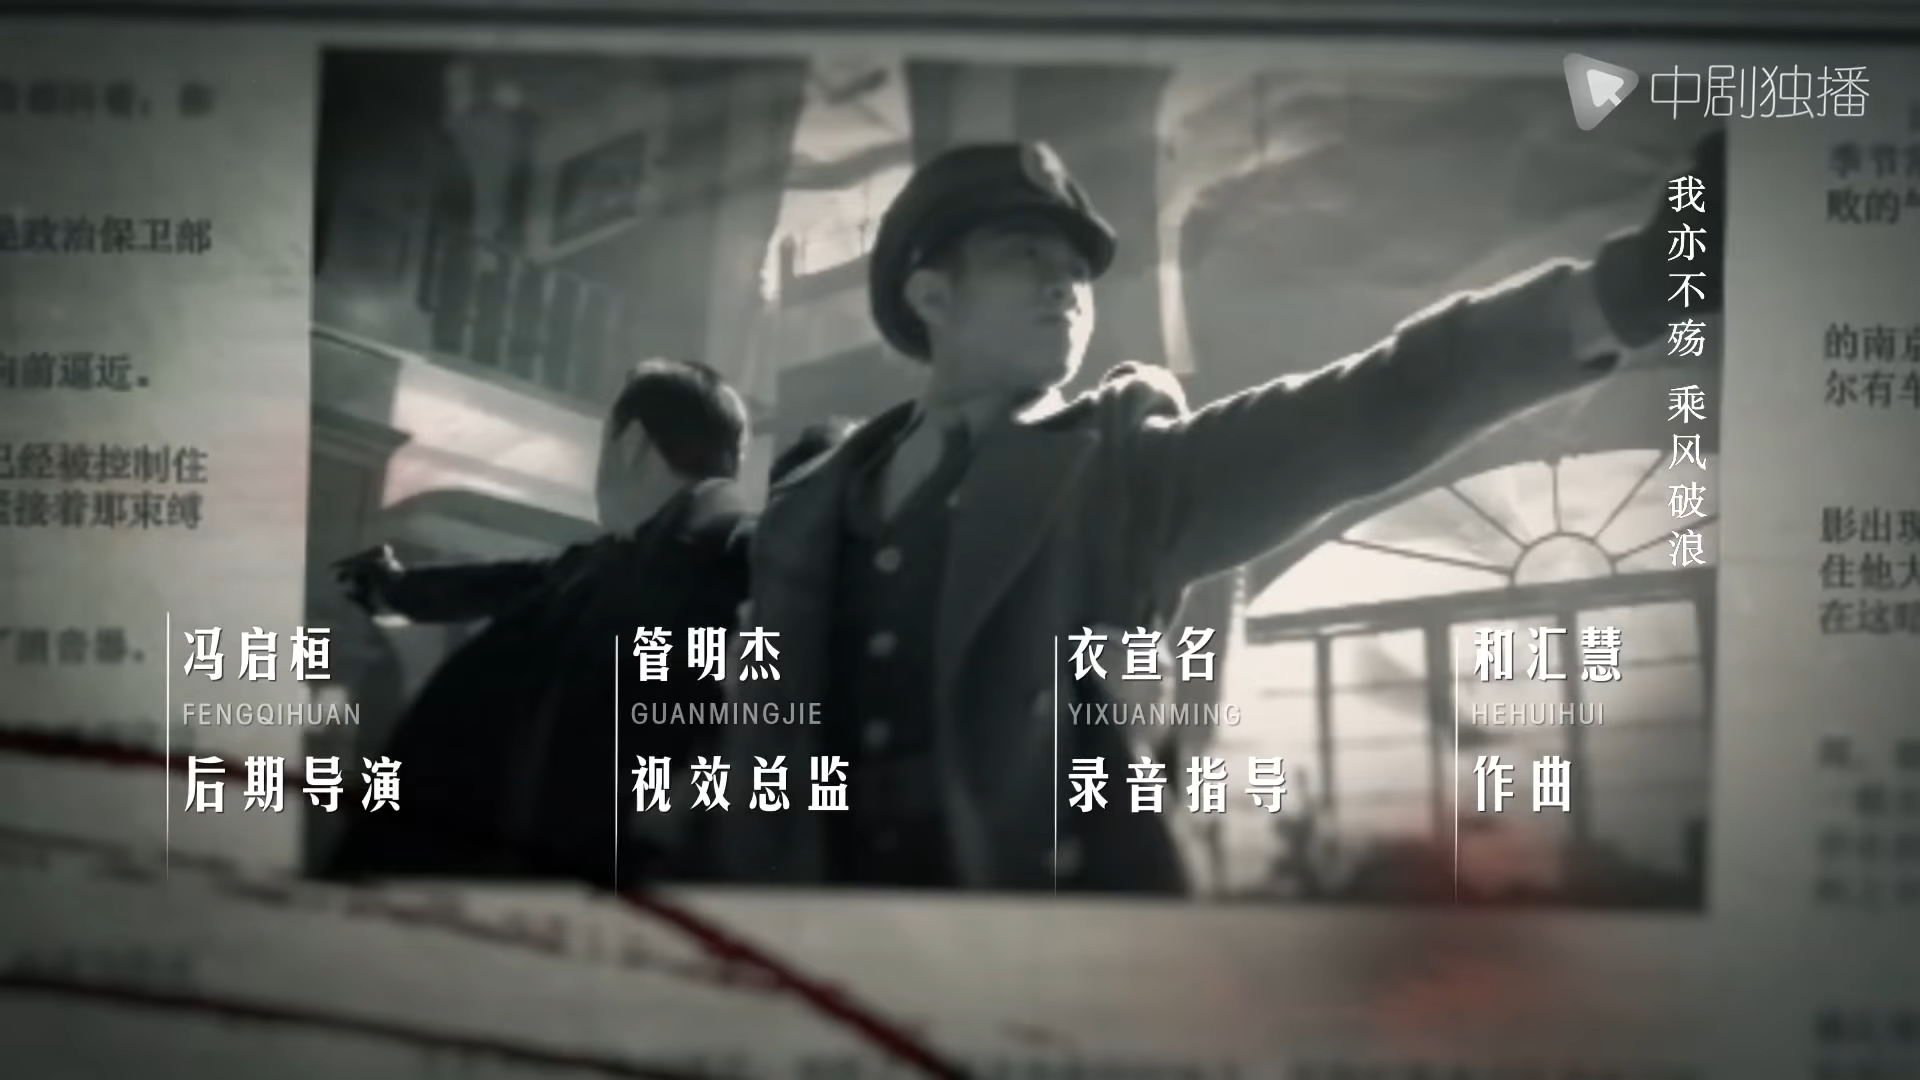 中剧独播
我亦不殇 乘风破浪
是政治保卫部
向前逼近。
已经被控制住
接着那束缚
季节
败的
的南京
尔有车
影出现
住他大
在这
冯启桓
FENGQIHUAN
后期导演
管明杰
GUANMINGJIE
视效总监
衣宣名
YIXUANMING
录音指导
和汇慧
HEHUIHUI
作曲